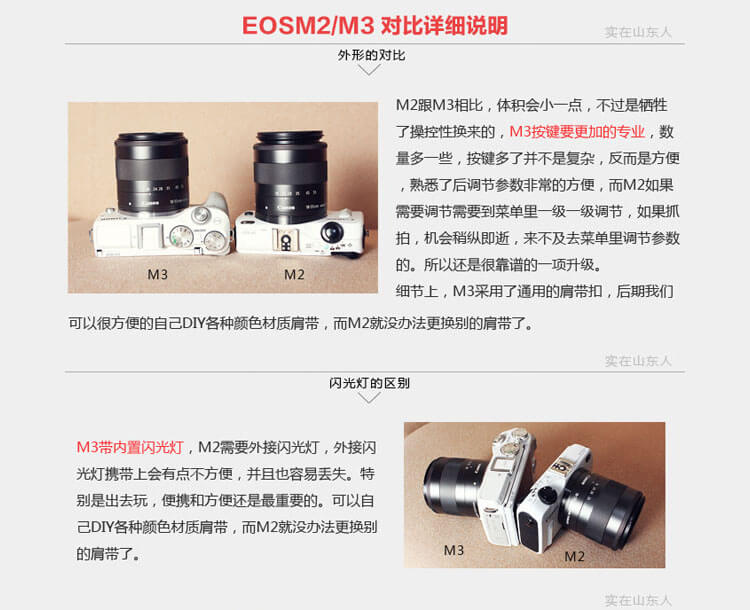 EOSM2/M3 对比详细说明
实在山东人
外形的对比
M2跟M3相比，体积会小一点，不过是牺牲
了操控性换来的，M3按键要更加的专业，数
量多一些，按键多了并不是复杂，反而是方便
，熟悉了后调节参数非常的方便，而M2如果
需要调节需要到菜单里一级一级调节，如果抓
拍，机会稍纵即逝，来不及去菜单里调节参数
的。所以还是很靠谱的一项升级。
细节上，M3采用了通用的肩带扣，后期我们
可以很方便的自己DIY各种颜色材质肩带，而M2就没办法更换别的肩带了。
Canon
Canon
M3
M2
实在山东人
闪光灯的区别
M3带内置闪光灯，M2需要外接闪光灯，外接闪
光灯携带上会有点不方便，并且也容易丢失。特
别是出去玩，便携和方便还是最重要的。可以自
己DIY各种颜色材质肩带，而M2就没办法更换别
的肩带了。
M3
M2
实在山东人